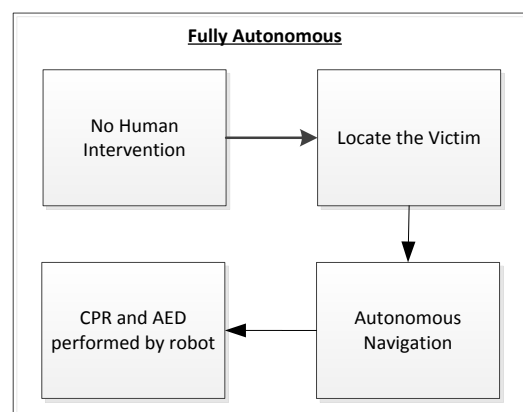 Fully Autonomous
No Human
Intervention
Locate the Victim
CPR and AED
performed by robot
Autonomous
Navigation